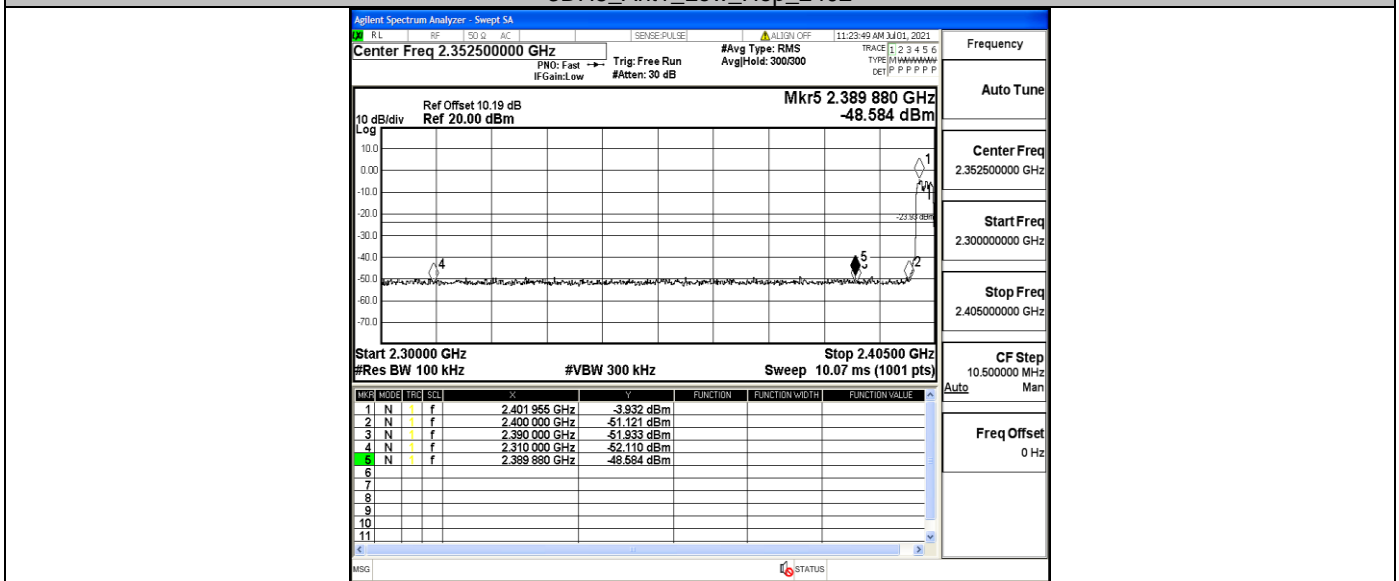 Agilent Spectrum Analyzer - Swept SA
RL RF 50 Ω AC SENSE:PULSE ALIGN OFF 11:23:49 AM Jul 01, 2021
Center Freq 2.352500000 GHz
PNO: Fast
IFGain:Low
Trig: Free Run
#Atten: 30 dB
#Avg Type: RMS
Avg|Hold: 300/300
TRACE 1 2 3 4 5 6
TYPE M
DET P P P P P P
Ref Offset 10.19 dB
10 dB/div Ref 20.00 dBm
Log
Mkr5 2.389 880 GHz
-48.584 dBm
10.0
0.00
-10.0
-20.0
-30.0
-40.0
-50.0
-60.0
-70.0
1
-23.93 dBm
4
5
2
Start 2.30000 GHz Stop 2.40500 GHz
#Res BW 100 kHz #VBW 300 kHz Sweep 10.07 ms (1001 pts)
MKR MODE TRC SCL X Y FUNCTION FUNCTION WIDTH FUNCTION VALUE
1 N 1 f 2.401 955 GHz -3.932 dBm
2 N 1 f 2.400 000 GHz -51.121 dBm
3 N 1 f 2.390 000 GHz -51.933 dBm
4 N 1 f 2.310 000 GHz -52.110 dBm
5 N 1 f 2.389 880 GHz -48.584 dBm
6
7
8
9
10
11
MSG STATUS
Frequency
Auto Tune
Center Freq
2.352500000 GHz
Start Freq
2.300000000 GHz
Stop Freq
2.405000000 GHz
CF Step
10.500000 MHz
Auto Man
Freq Offset
0 Hz